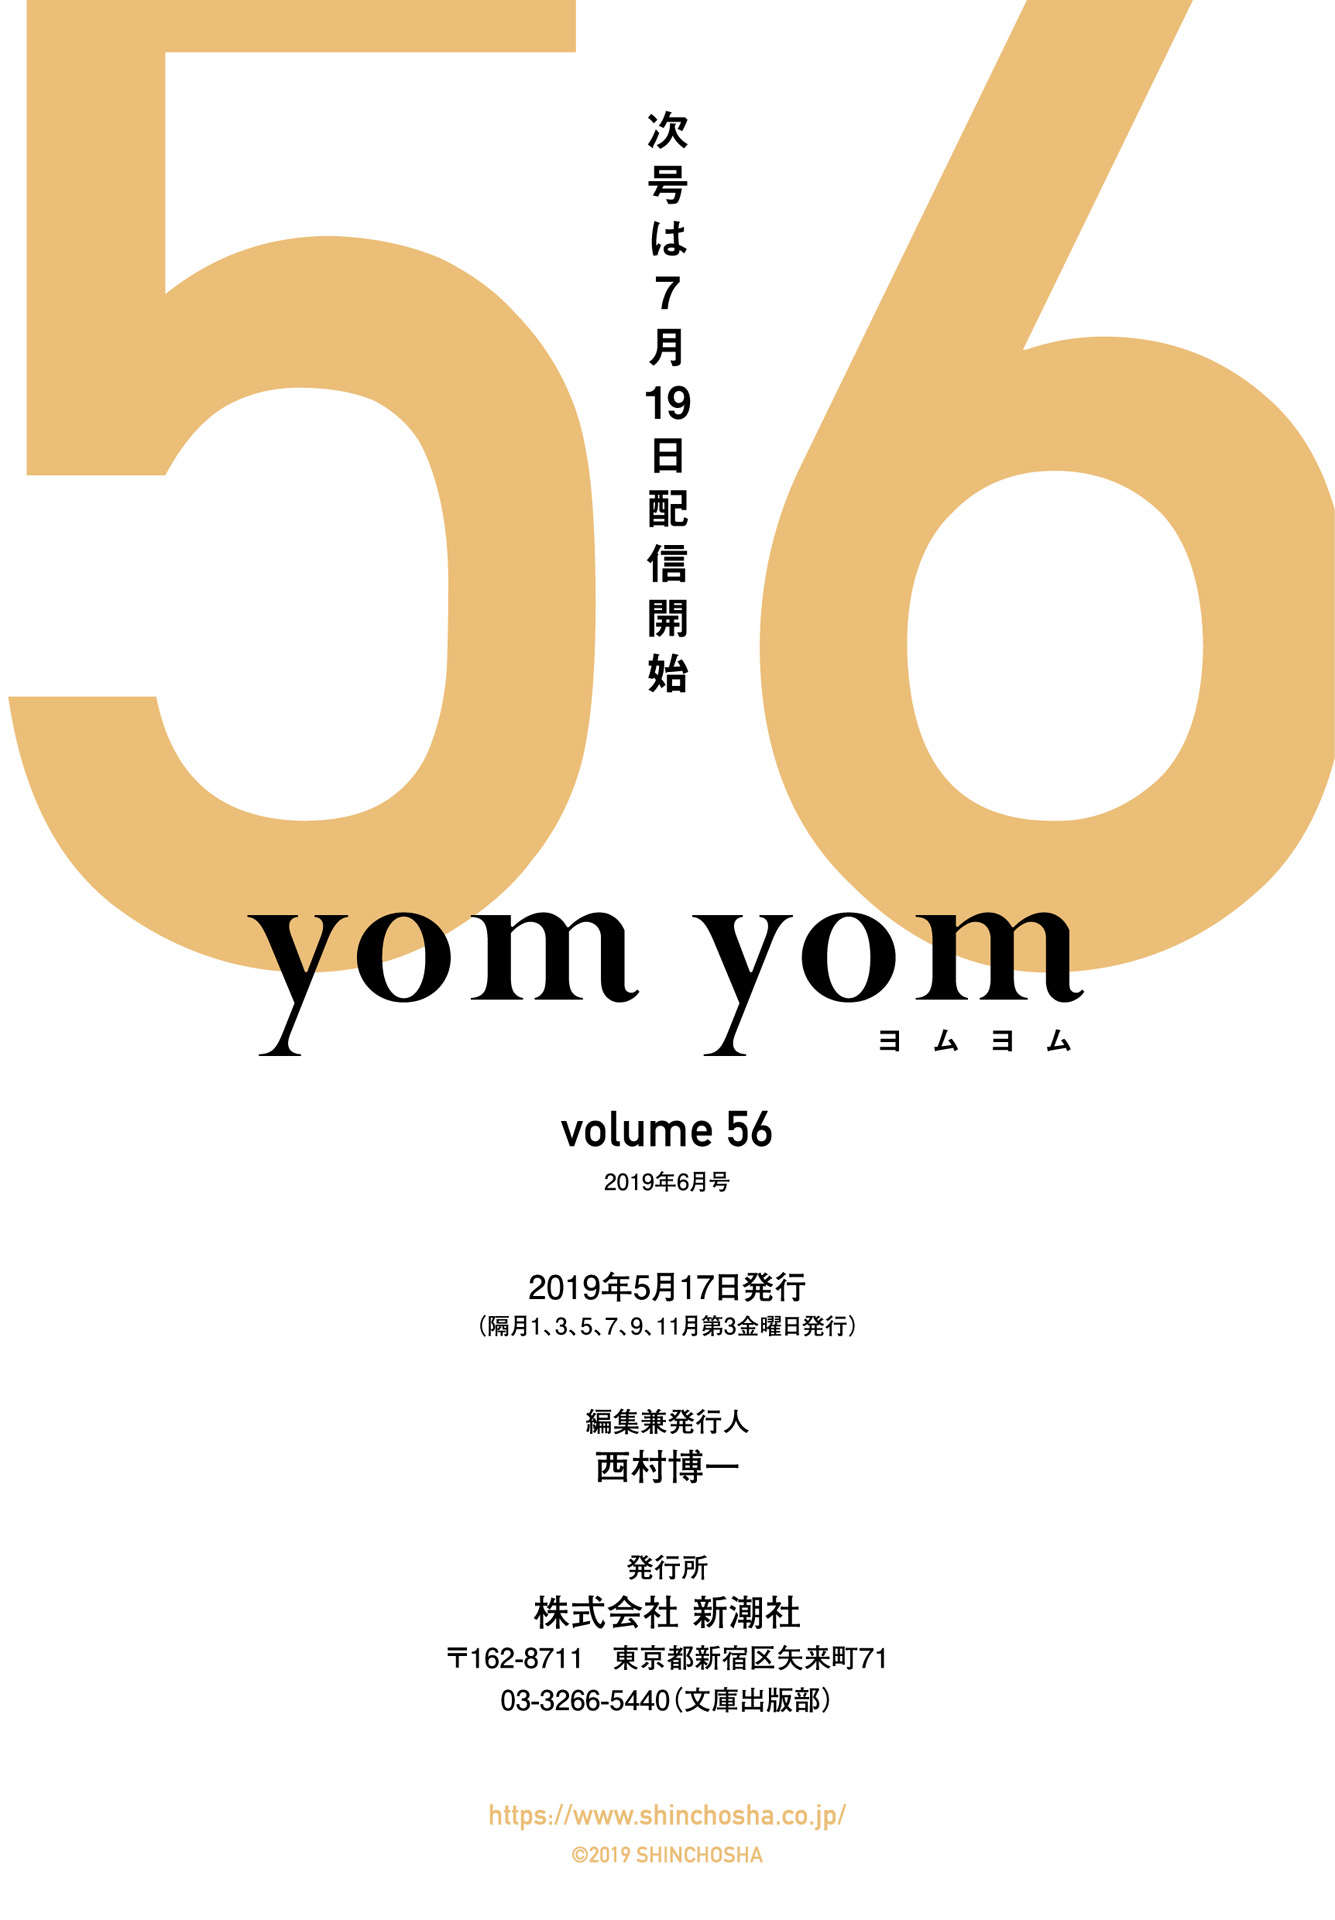 56
次号は7月19日配信開始
yom yom
ヨムヨム
volume 56
2019年6月号
2019年5月17日発行
（隔月1、3、5、7、9、11月第3金曜日発行）
編集兼発行人
西村博一
発行所
株式会社 新潮社
〒162-8711　東京都新宿区矢来町71
03-3266-5440（文庫出版部）
https://www.shinchosha.co.jp/
©2019 SHINCHOSHA